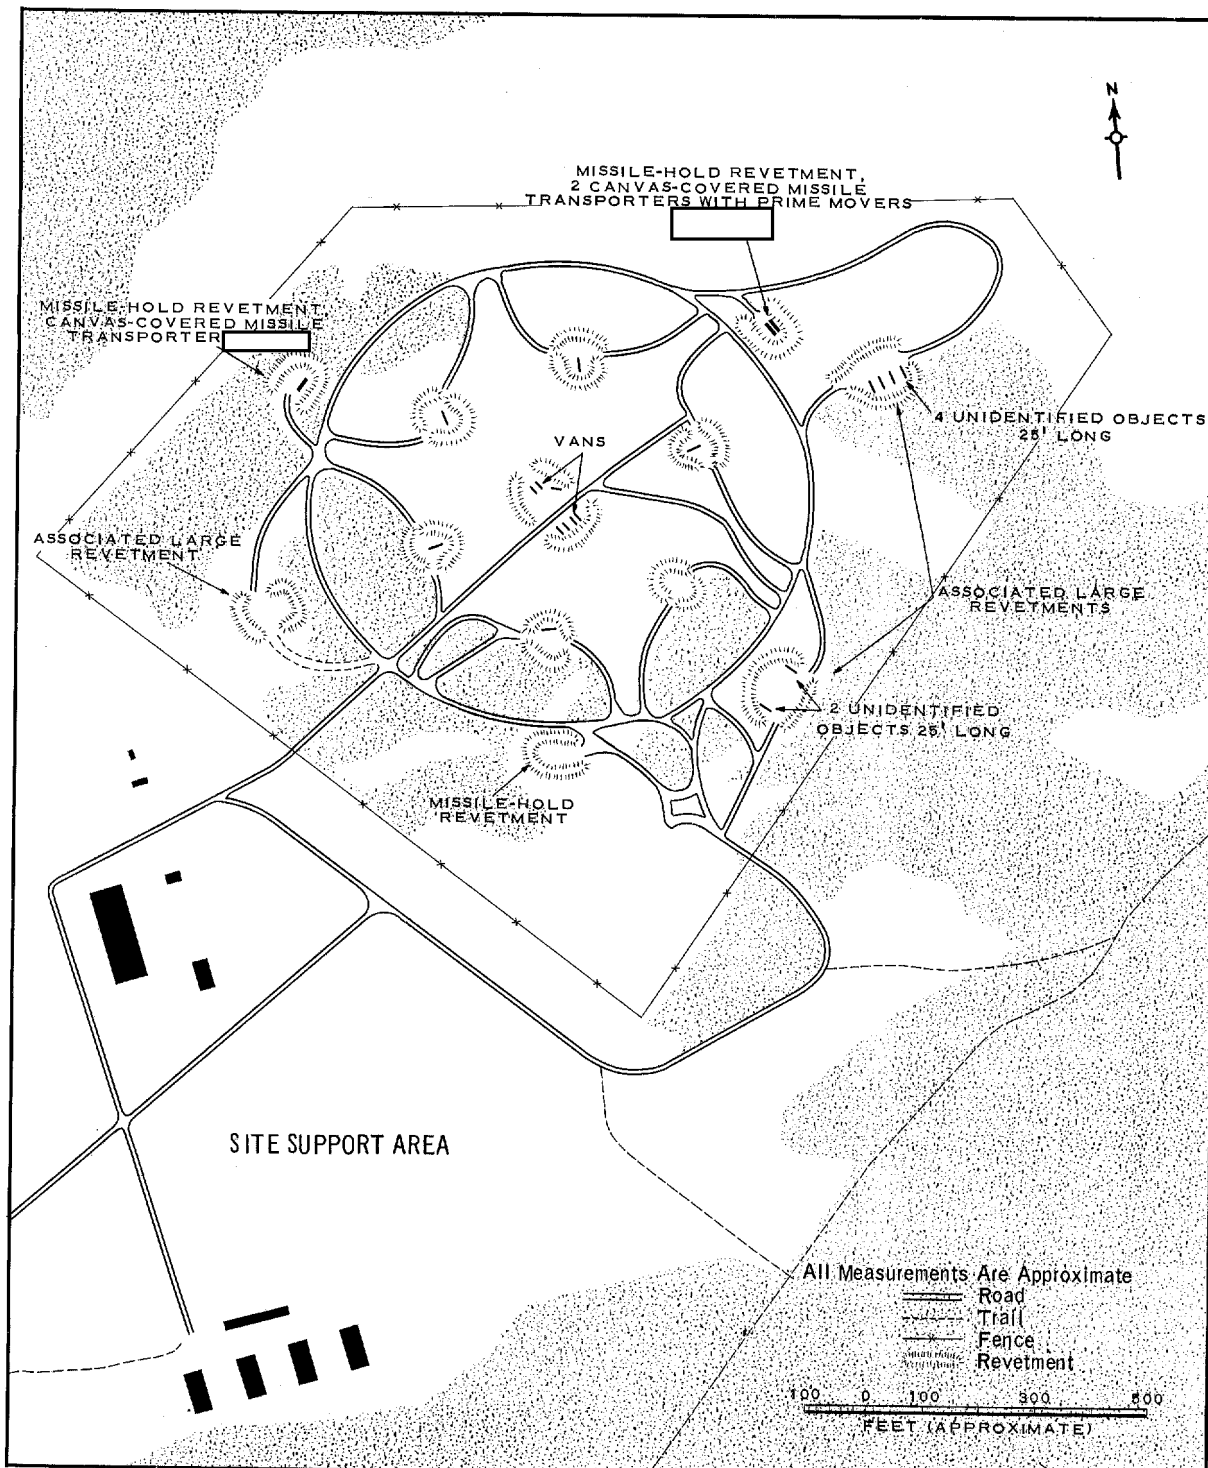 N
MISSILE-HOLD REVETMENT,
2 CANVAS-COVERED MISSILE
TRANSPORTERS WITH PRIME MOVERS
MISSILE-HOLD REVETMENT,
CANVAS-COVERED MISSILE
TRANSPORTER
4 UNIDENTIFIED OBJECTS
25' LONG
VANS
ASSOCIATED LARGE
REVETMENT
ASSOCIATED LARGE
REVETMENTS
2 UNIDENTIFIED
OBJECTS 25' LONG
MISSILE-HOLD
REVETMENT
SITE SUPPORT AREA
All Measurements Are Approximate
Road
Trail
Fence
Revetment
100 0 100 300 500
FEET (APPROXIMATE)